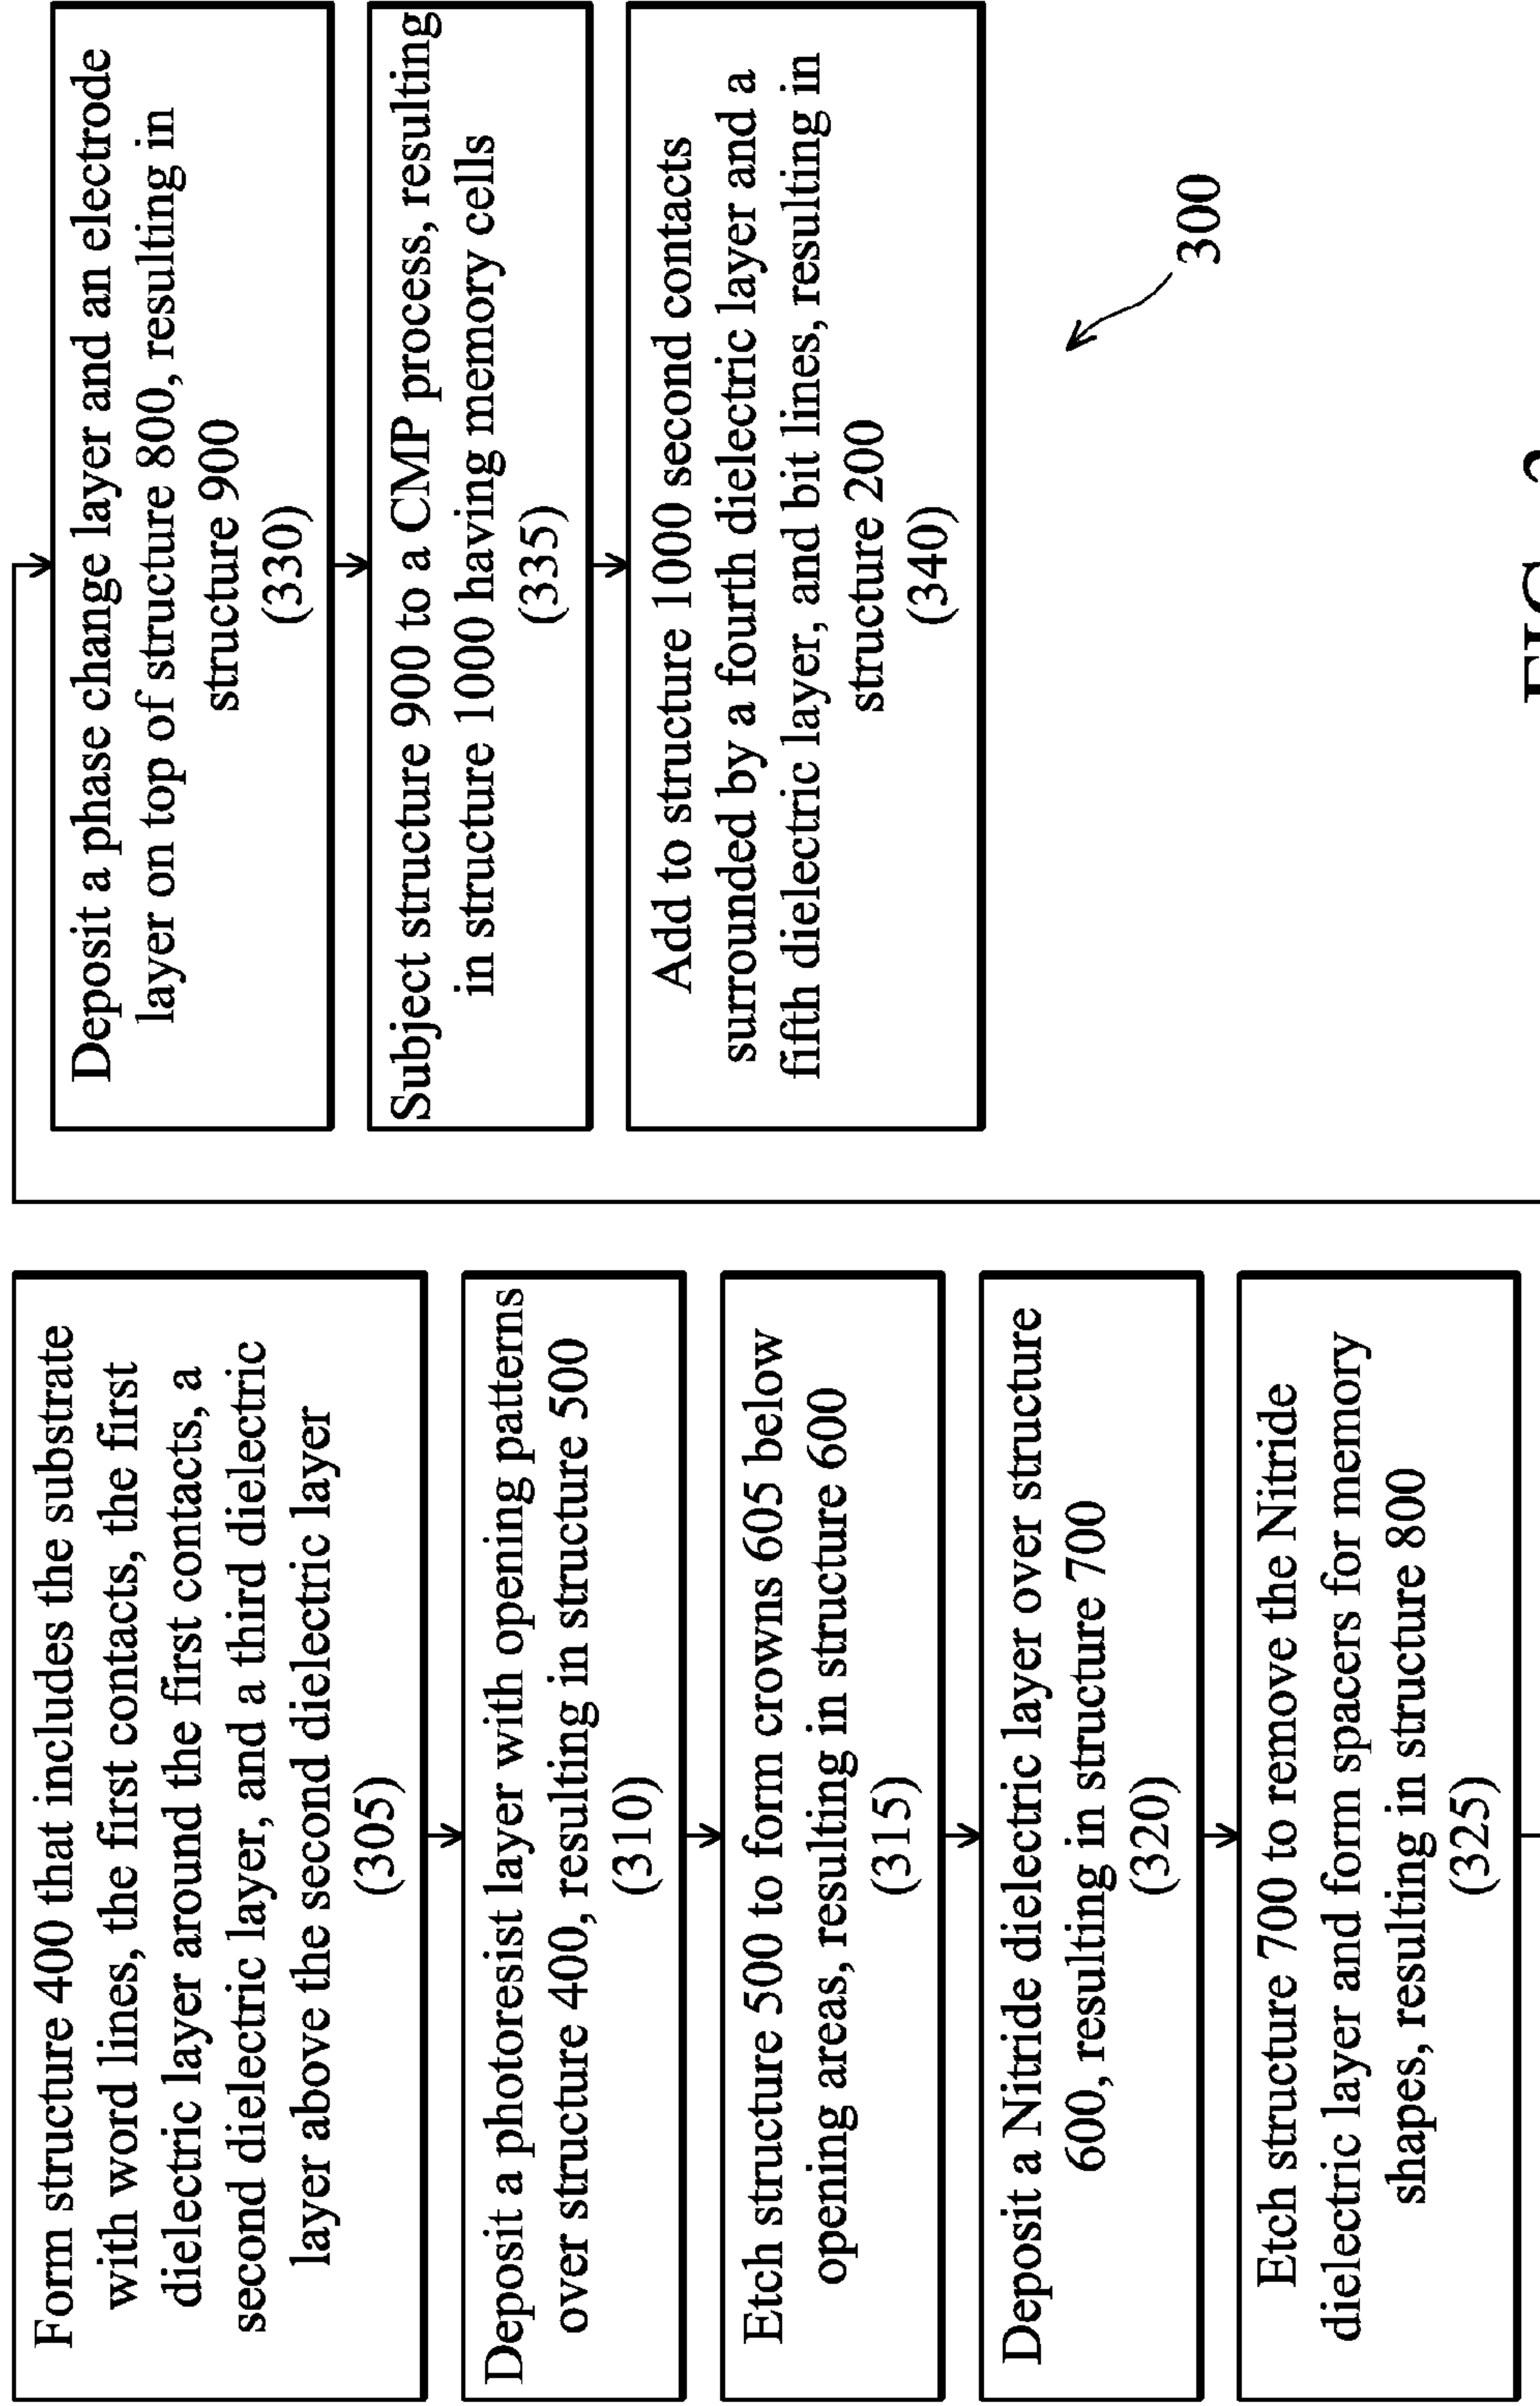 Form structure 400 that includes the substrate
with word lines, the first contacts, the first
dielectric layer around the first contacts, a
second dielectric layer, and a third dielectric
layer above the second dielectric layer
(305)
Deposit a photoresist layer with opening patterns
over structure 400, resulting in structure 500
(310)
Etch structure 500 to form crowns 605 below
opening areas, resulting in structure 600
(315)
Deposit a Nitride dielectric layer over structure
600, resulting in structure 700
(320)
Etch structure 700 to remove the Nitride
dielectric layer and form spacers for memory
shapes, resulting in structure 800
(325)
Deposit a phase change layer and an electrode
layer on top of structure 800, resulting in
structure 900
(330)
Subject structure 900 to a CMP process, resulting
in structure 1000 having memory cells
(335)
Add to structure 1000 second contacts
surrounded by a fourth dielectric layer and a
fifth dielectric layer, and bit lines, resulting in
structure 200
(340)
300